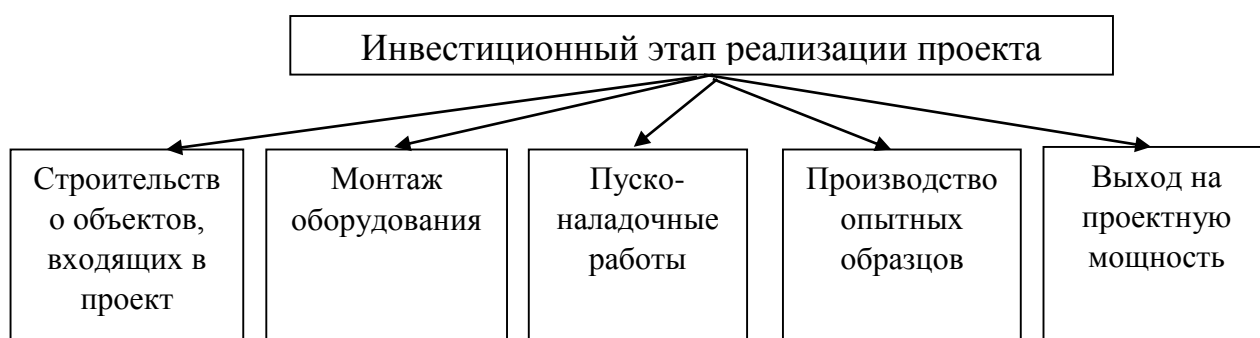 Инвестиционный этап реализации проекта
Строительств
о объектов,
входящих в
проект
Монтаж
оборудования
Пуско-
наладочные
работы
Производство
опытных
образцов
Выход на
проектную
мощность